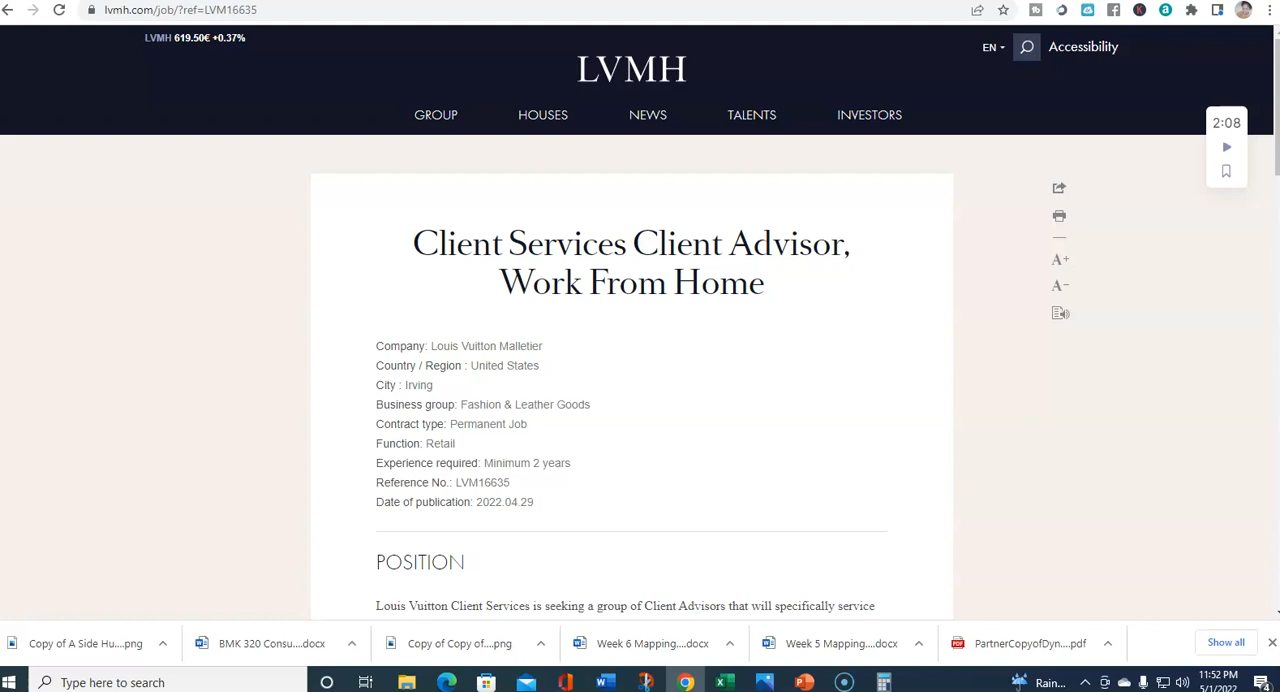 lvmh.com/job/?ref=LVM16635
LVMH 619.50€ +0.37%
EN
Accessibility
LVMH
GROUP HOUSES NEWS TALENTS INVESTORS
2:08
Client Services Client Advisor,
Work From Home
A+
A−
Company: Louis Vuitton Malletier
Country / Region : United States
City : Irving
Business group: Fashion & Leather Goods
Contract type: Permanent Job
Function: Retail
Experience required: Minimum 2 years
Reference No.: LVM16635
Date of publication: 2022.04.29
POSITION
Louis Vuitton Client Services is seeking a group of Client Advisors that will specifically service
Copy of A Side Hu....png BMK 320 Consu....docx Copy of Copy of....png Week 6 Mapping....docx Week 5 Mapping....docx PartnerCopyofDyn....pdf Show all
Type here to search
Rain...
11:52 PM
5/1/2022